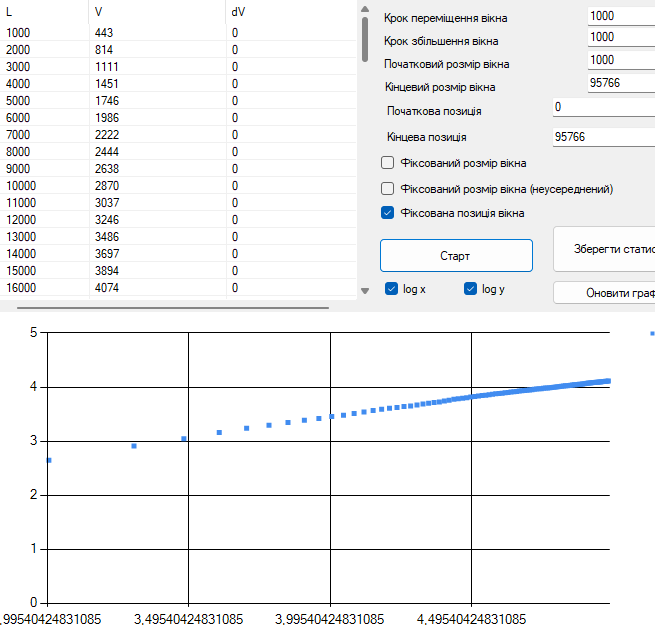 L V dV
1000 443 0
2000 814 0
3000 1111 0
4000 1451 0
5000 1746 0
6000 1986 0
7000 2222 0
8000 2444 0
9000 2638 0
10000 2870 0
11000 3037 0
12000 3246 0
13000 3486 0
14000 3697 0
15000 3894 0
16000 4074 0
Крок переміщення вікна 1000
Крок збільшення вікна 1000
Початковий розмір вікна 1000
Кінцевий розмір вікна 95766
Початкова позиція 0
Кінцева позиція 95766
Фіксований розмір вікна
Фіксований розмір вікна (неусереднений)
Фіксована позиція вікна
Старт
Зберегти статис
log x
log y
Оновити граф
5
4
3
2
1
0
,99540424831085 3,49540424831085 3,99540424831085 4,49540424831085